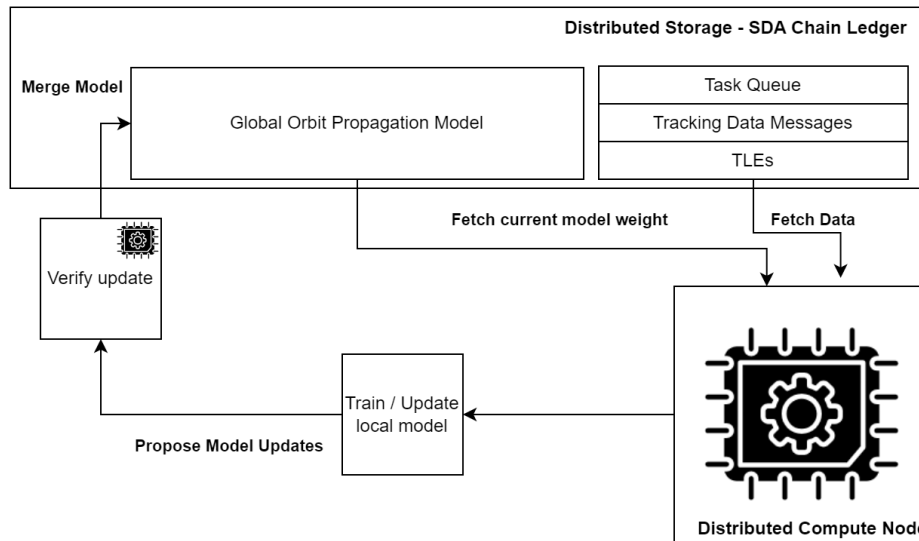 Distributed Storage - SDA Chain Ledger
Merge Model
Global Orbit Propagation Model
Task Queue
Tracking Data Messages
TLEs
Fetch current model weight
Fetch Data
Verify update
Train / Update
local model
Propose Model Updates
Distributed Compute Node